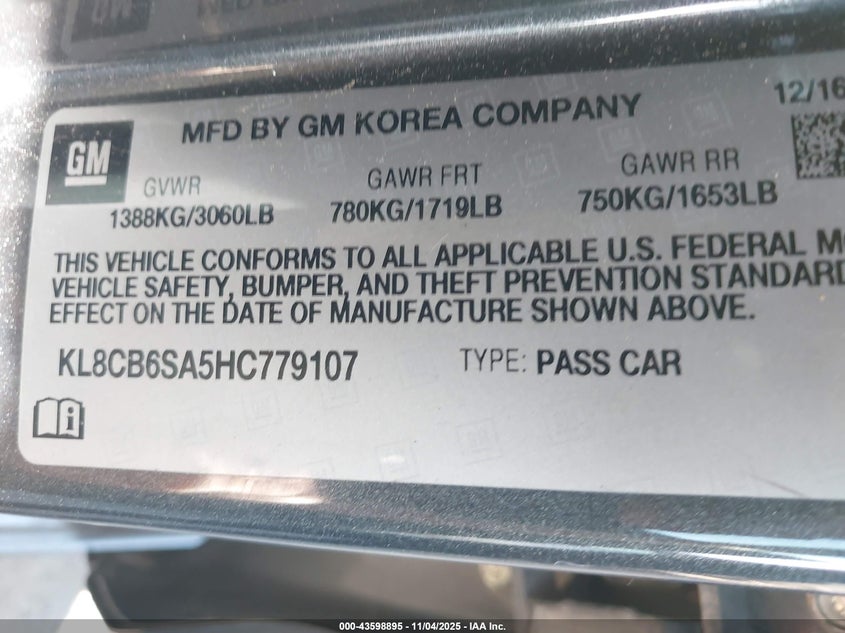 12/16
MFD BY GM KOREA COMPANY
GM
GVWR GAWR FRT GAWR RR
1388KG/3060LB 780KG/1719LB 750KG/1653LB
THIS VEHICLE CONFORMS TO ALL APPLICABLE U.S. FEDERAL
VEHICLE SAFETY, BUMPER, AND THEFT PREVENTION STANDARD
EFFECT ON THE DATE OF MANUFACTURE SHOWN ABOVE.
KL8CB6SA5HC779107 TYPE: PASS CAR
000-43598895 - 11/04/2025 - IAA Inc.